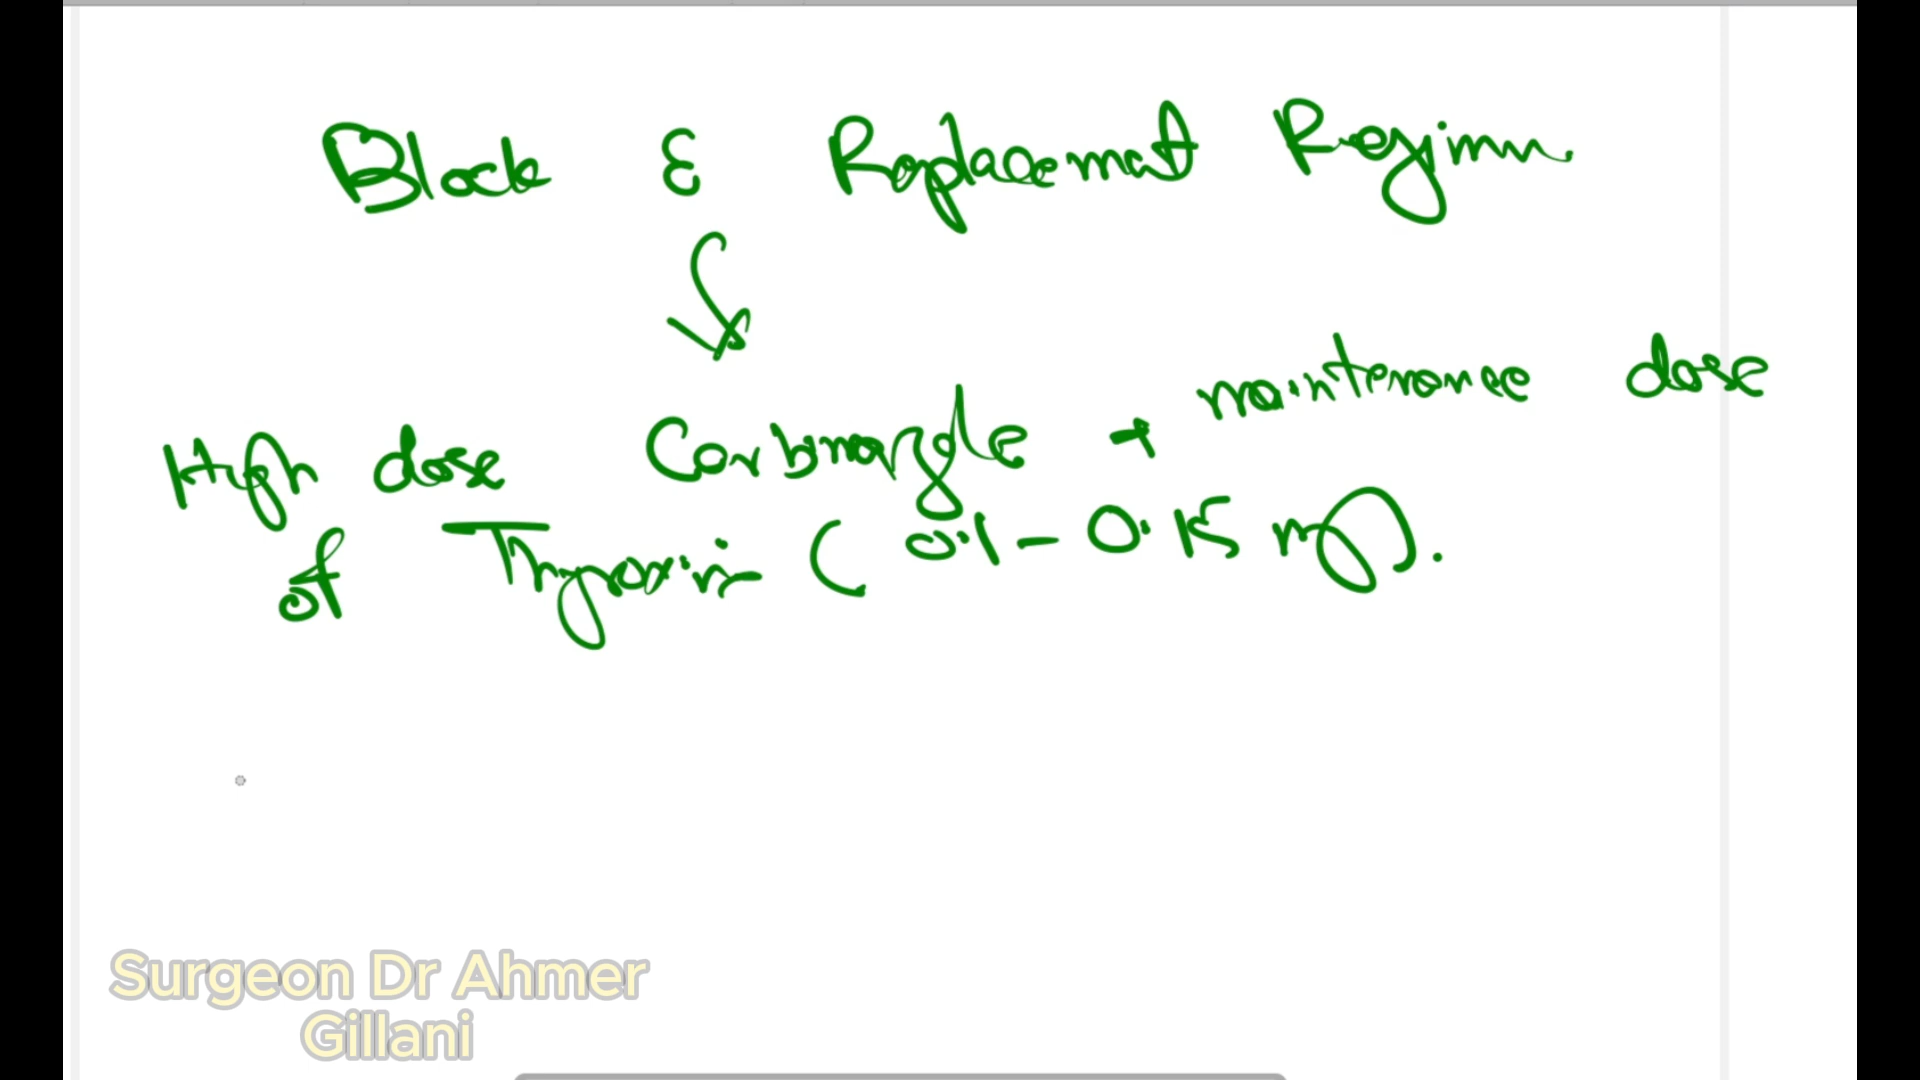 Block & Replacement Regimen
High dose Carbimazole + maintenance dose
of Thyroxin (0.1-0.15 mg).
Surgeon Dr Ahmer
Gillani